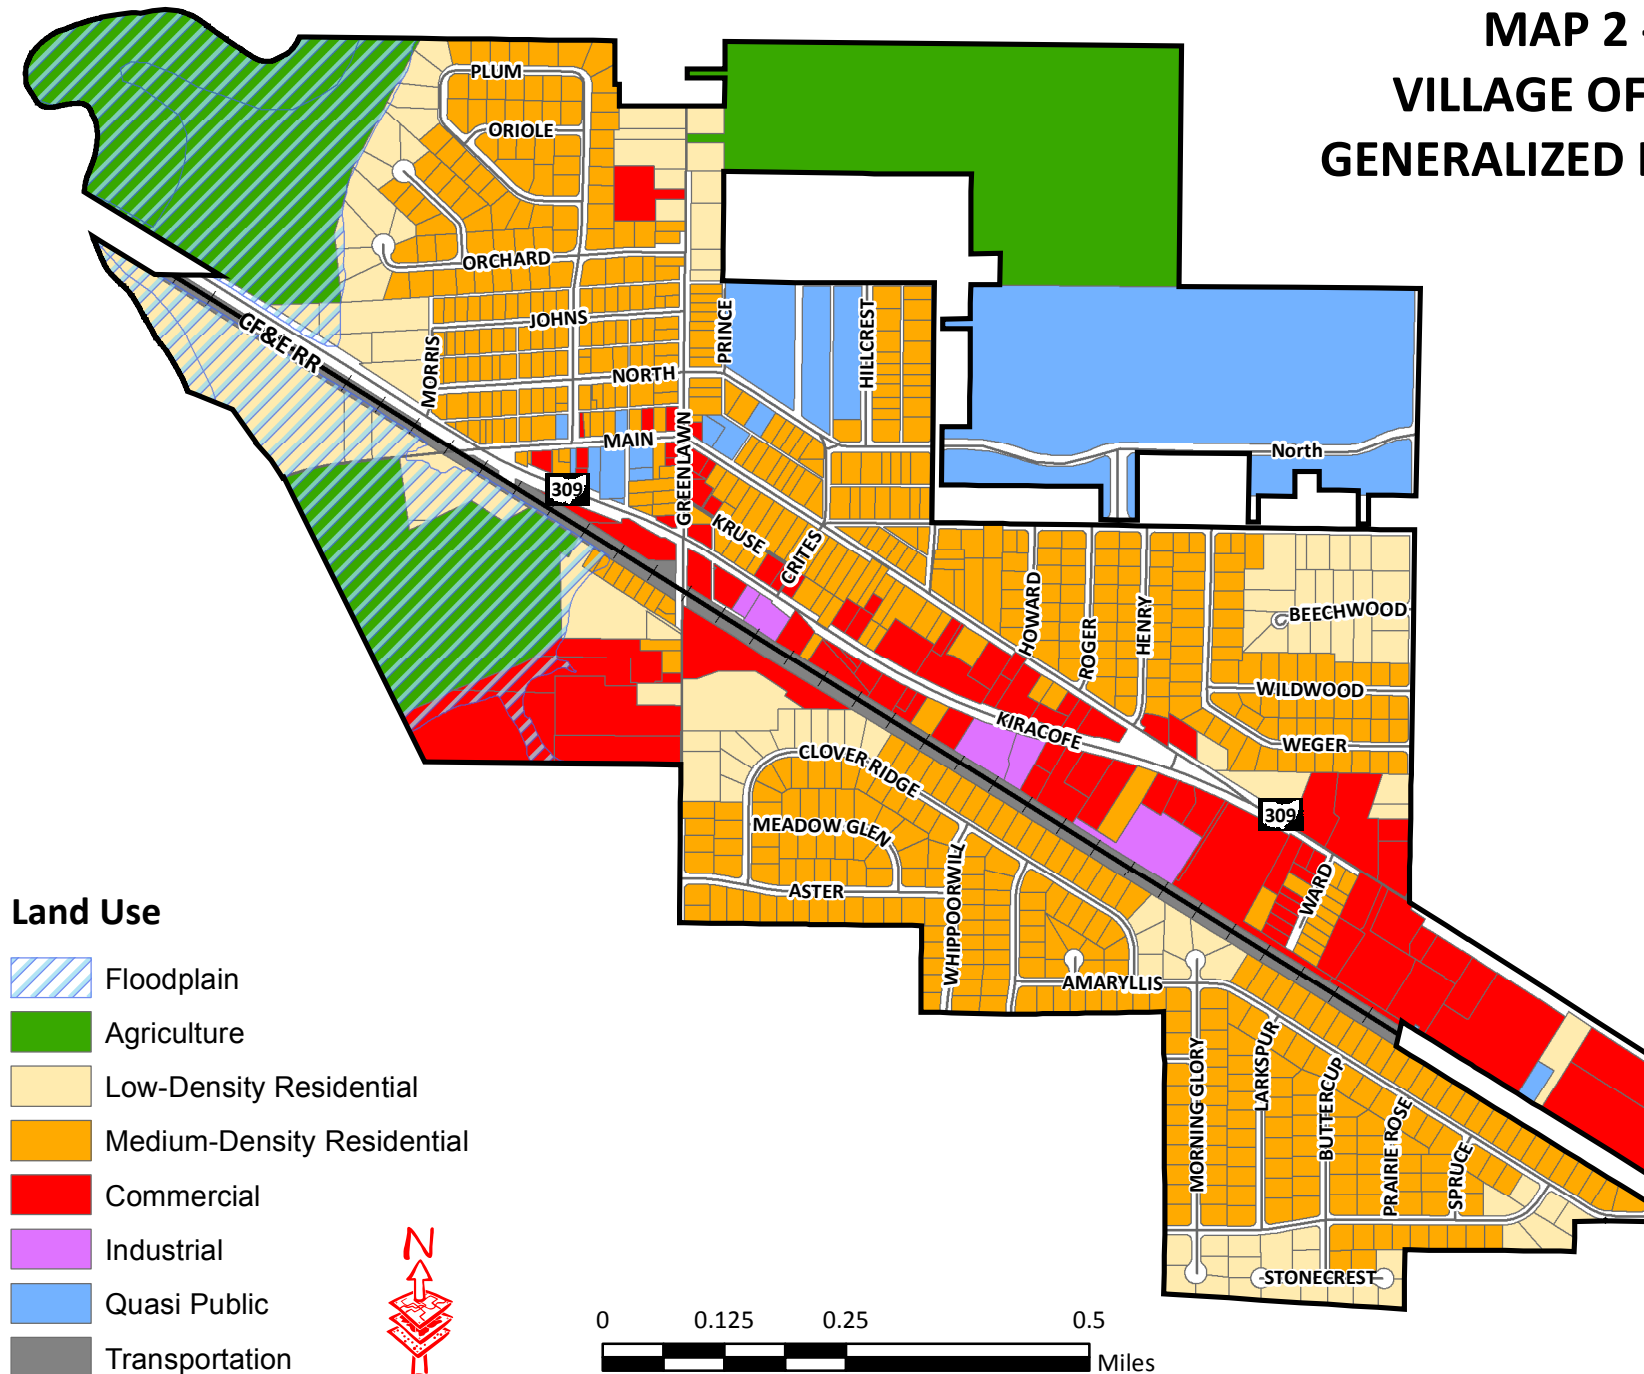 MAP 2 -
VILLAGE OF
GENERALIZED
PLUM
ORIOLE
ORCHARD
JOHNS
MORRIS
CF&E RR
NORTH
PRINCE
HILLCREST
MAIN
GREENLAWN
309
KRUSE
CRITES
North
HOWARD
ROGER
HENRY
BEECHWOOD
WILDWOOD
WEGER
KIRACOFE
309
WARD
CLOVER RIDGE
MEADOW GLEN
ASTER
WHIPPOORWILL
AMARYLLIS
MORNING GLORY
LARKSPUR
BUTTERCUP
PRAIRIE ROSE
SPRUCE
STONECREST
Land Use
Floodplain
Agriculture
Low-Density Residential
Medium-Density Residential
Commercial
Industrial
Quasi Public
Transportation
N
0 0.125 0.25 0.5
Miles